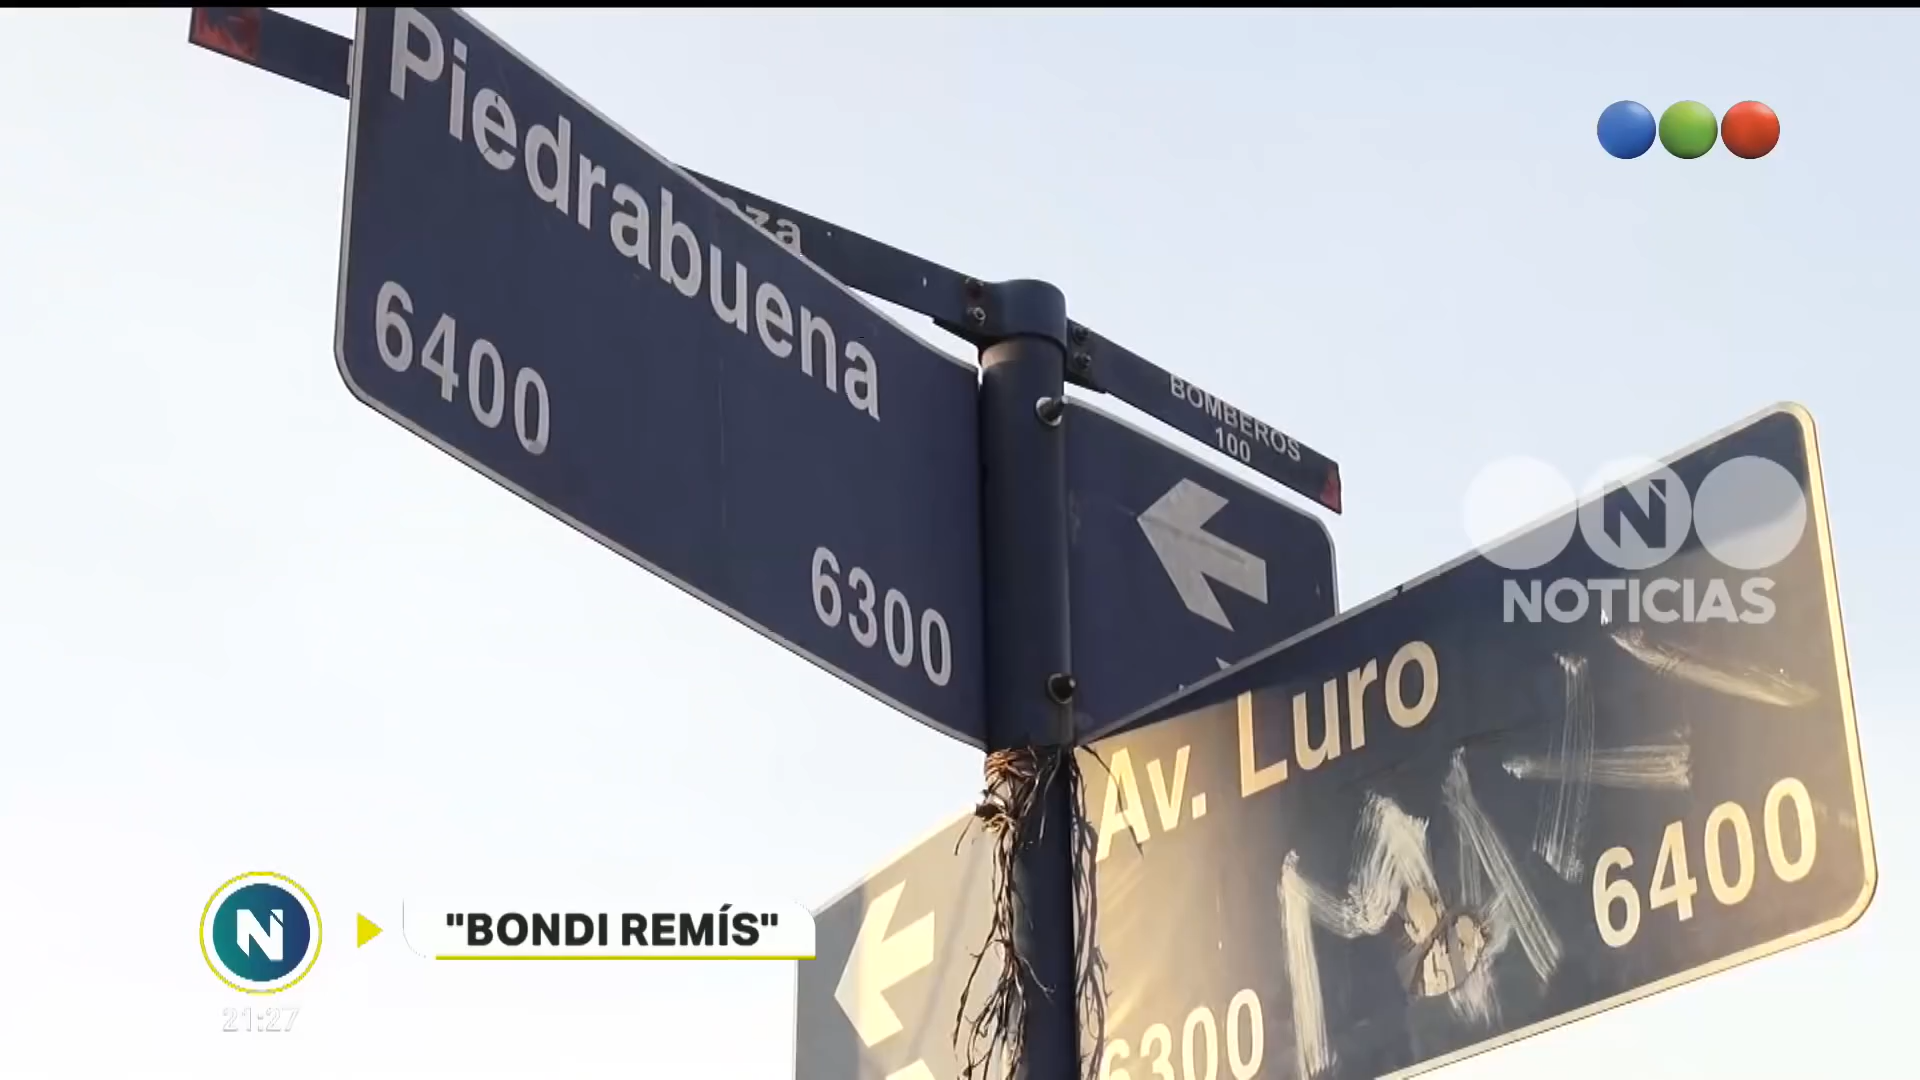 Piedrabuena
6400
6300
BOMBEROS
100
N
NOTICIAS
Av. Luro
6400
6300
N
"BONDI REMÍS"
21:27